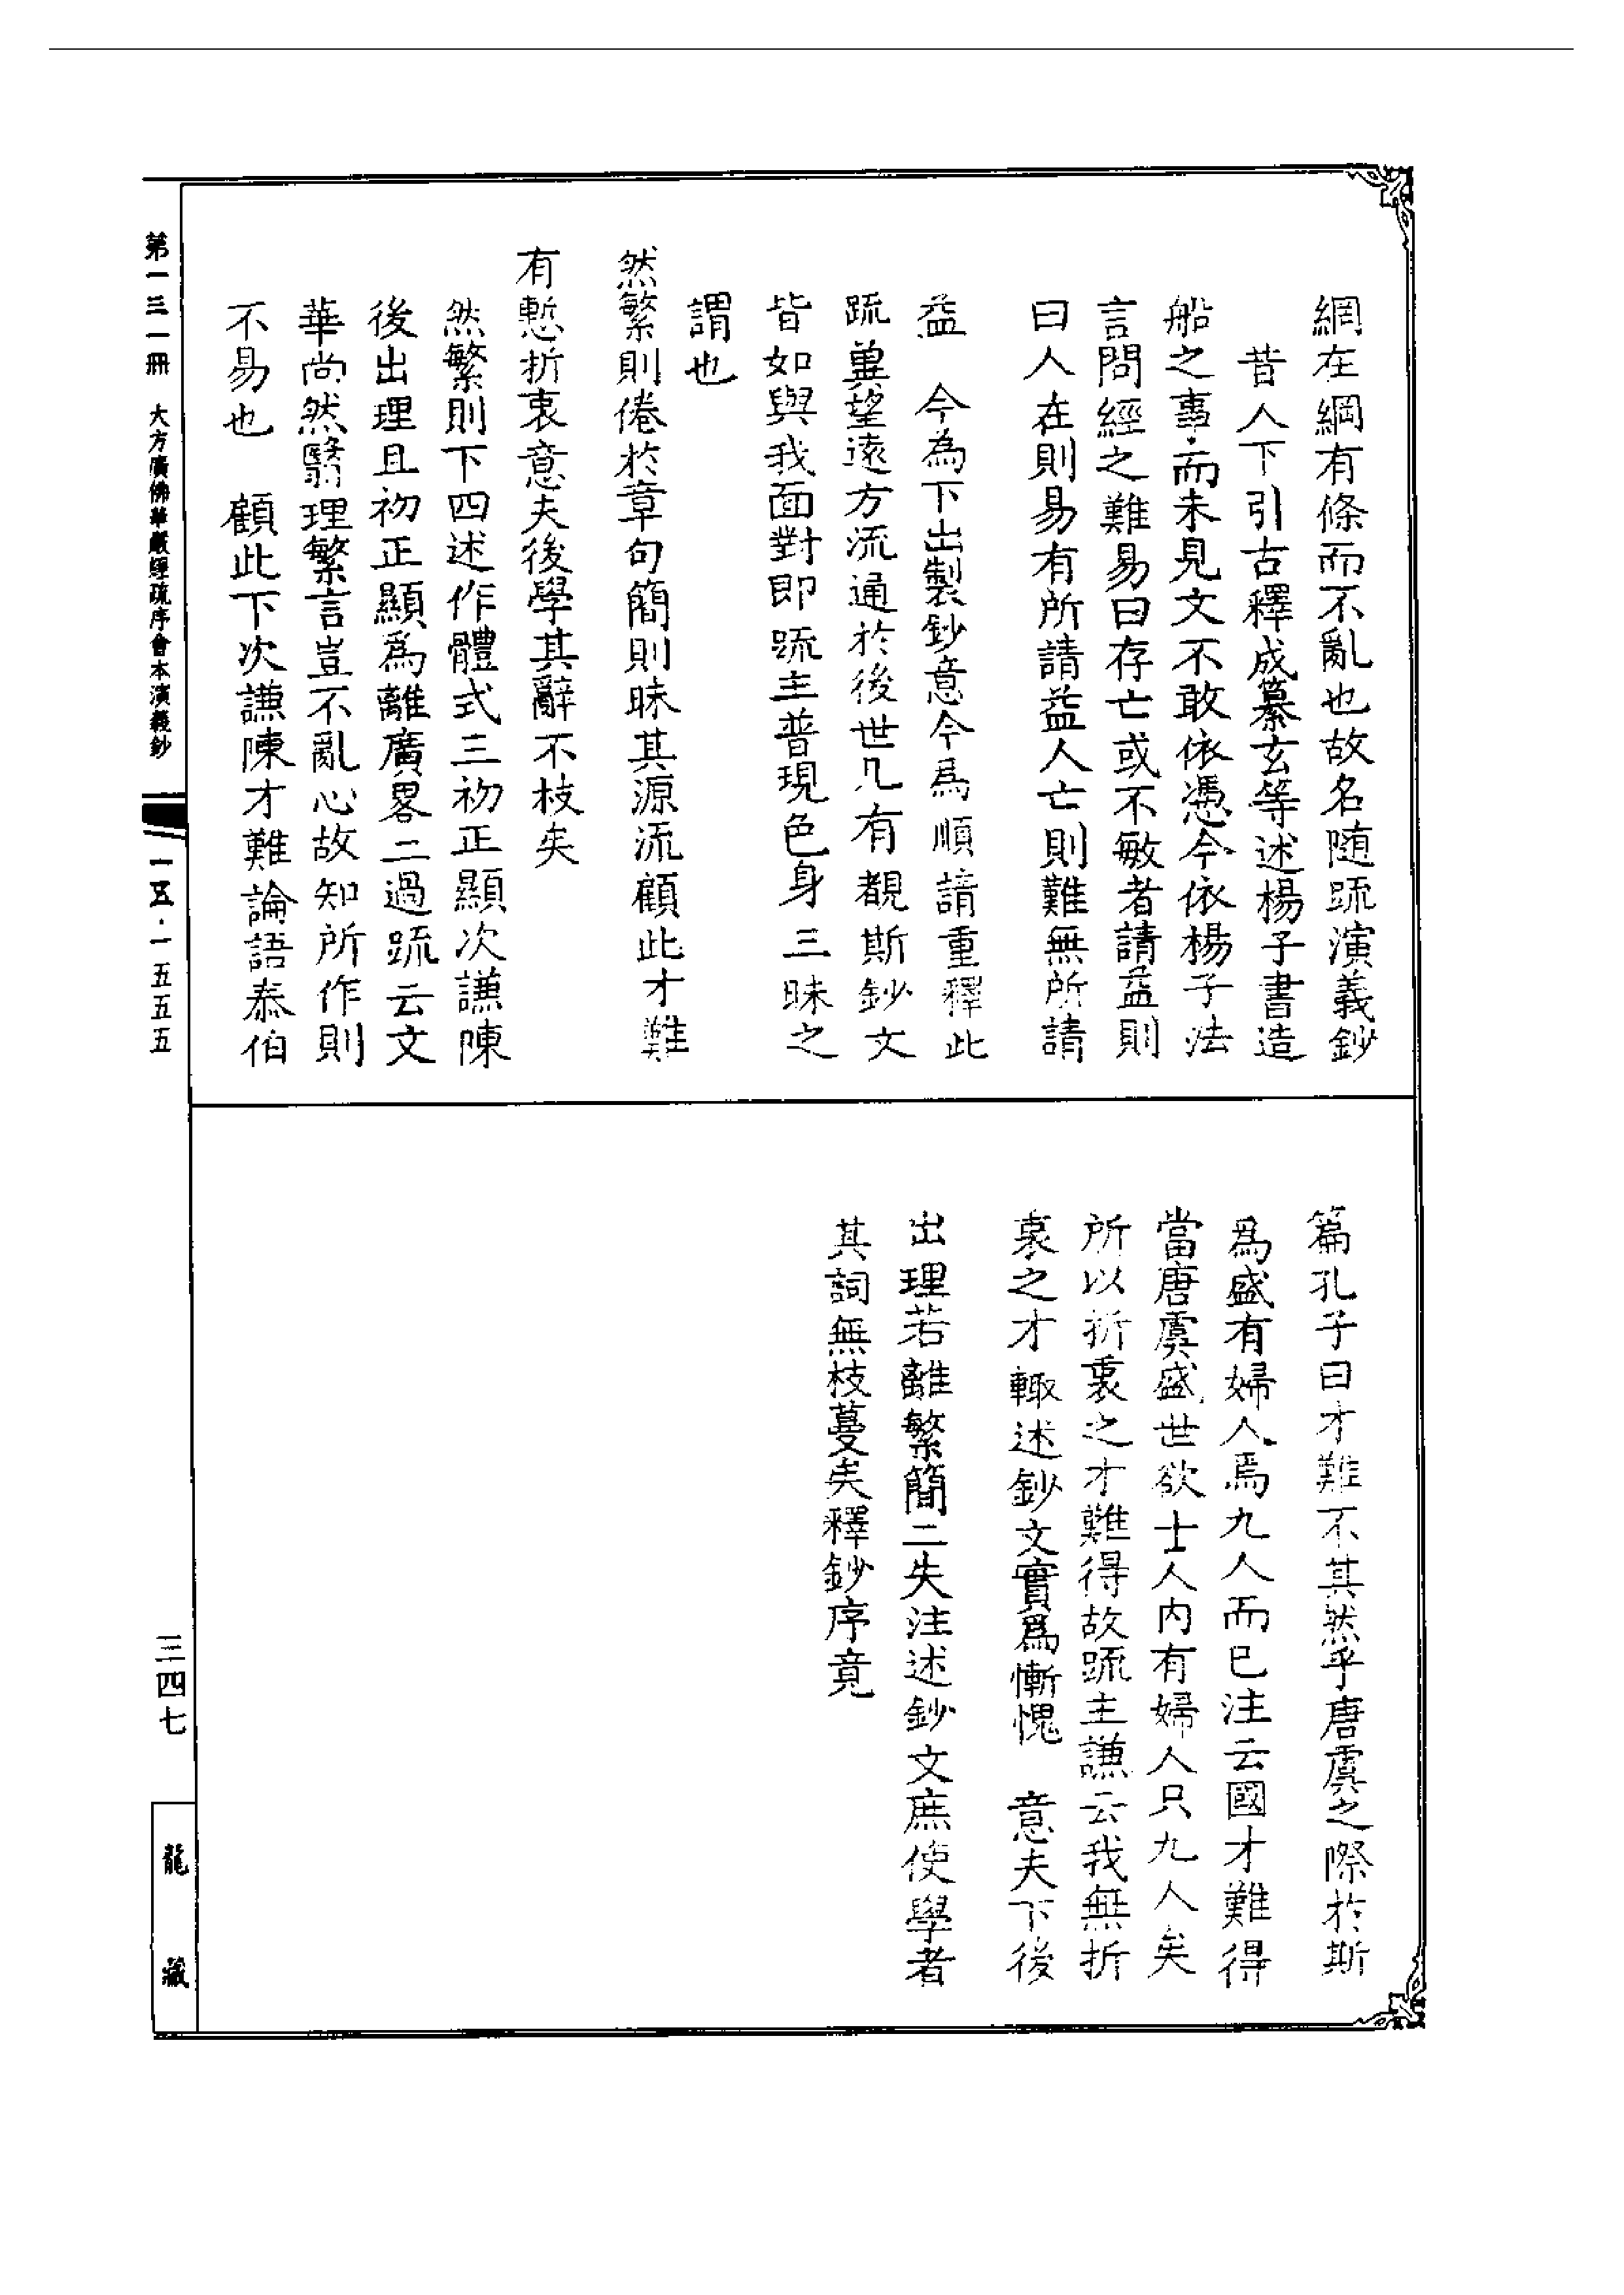 網在綱有條而不亂也故名随䟽演義鈔
昔人下引古釋成纂玄等述楊子書造
船之事而未見文不敢依憑今依楊子法
言問經之難易曰存亡或不敏者請益則
曰人在則易有所請益人亡則難無所請
益　今為下出製鈔意今爲順請重釋此
䟽兾望遠方流通於後世凡有覩斯鈔文
皆如與我面對即䟽主普現色身三昧之
謂也
然繁則倦於章句簡則昧其源流顧此才難
有慙折衷意夫後學其辭不枝矣
然繁則下四述作體式三初正顯次謙陳
後出理且初正顯爲離廣畧二過䟽云文
華尚然翳理繁言豈不亂心故知所作則
不易也　顧此下次謙陳才難論語泰伯
篇孔子曰才難不其然乎唐虞之際於斯
爲盛有婦人焉九人而已注云國才難得
當唐虞盛世欲士人内有婦人只九人矣
所以折衷之才難得故䟽主謙云我無折
衷之才輙述鈔文實爲慚愧　意夫下後
出理若離繁簡二失注述鈔文庶使學者
其詞無枝蔓矣釋鈔序竟
第一三一冊　大方廣佛華嚴經疏序會本演義鈔
一五·一五五五
三四七
龍藏